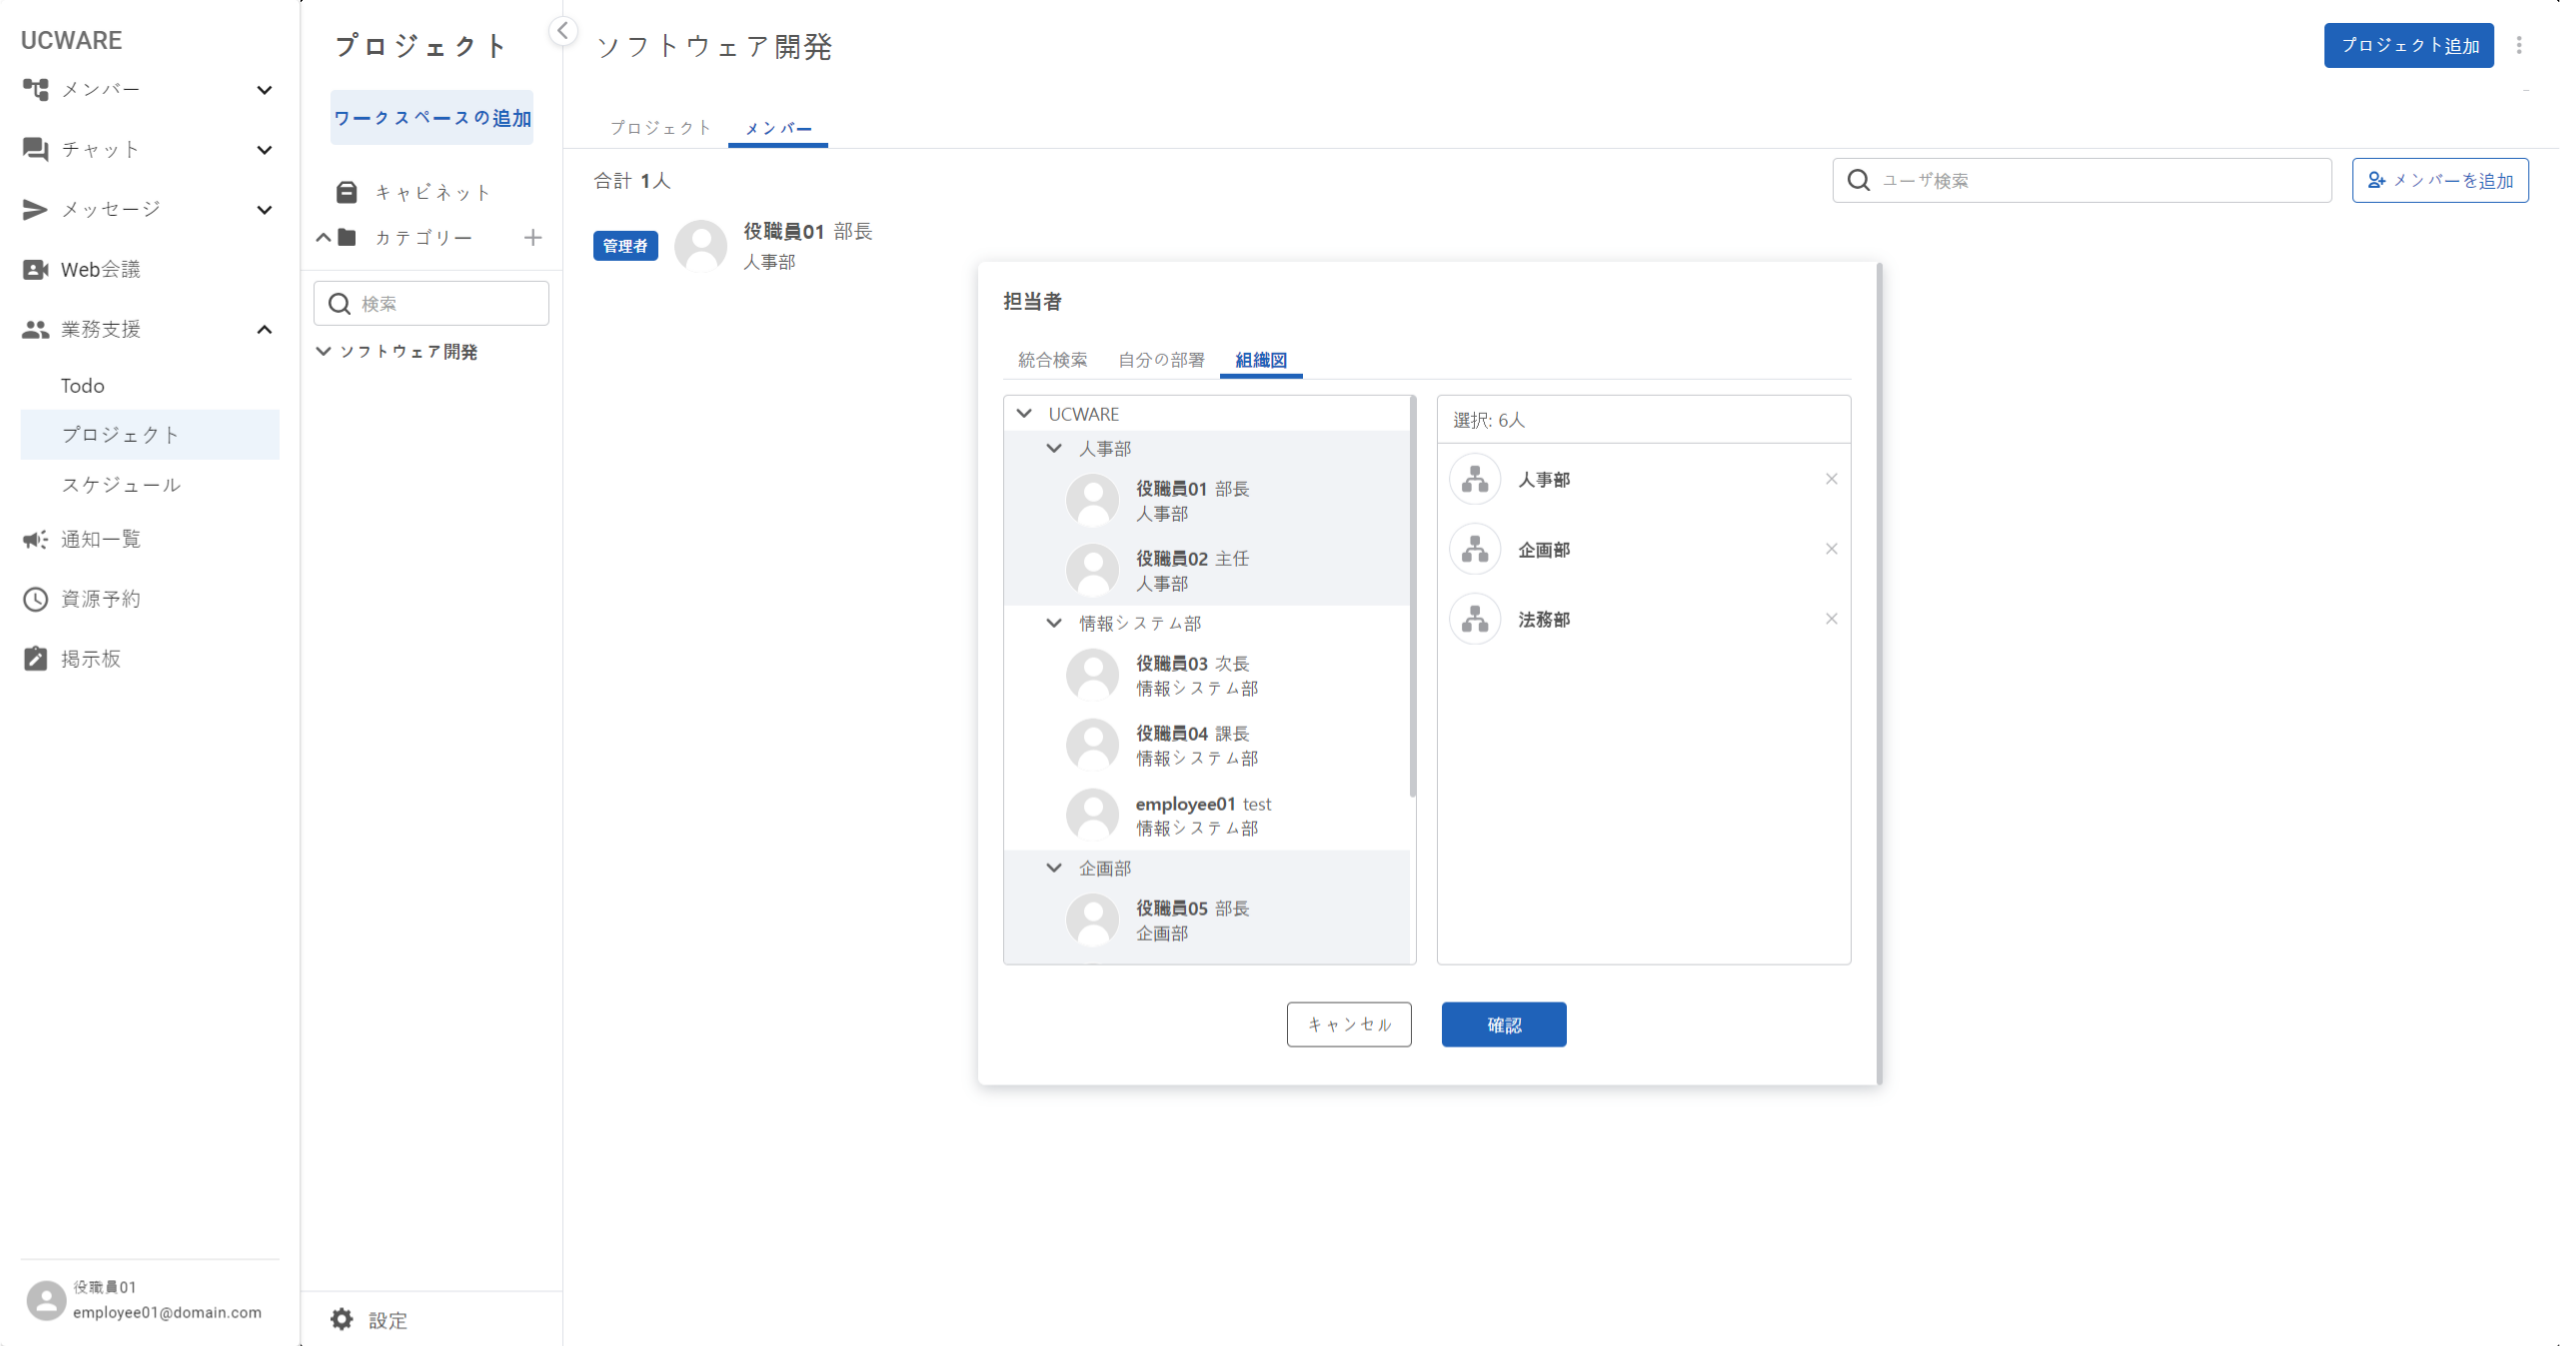 UCWARE
メンバー
チャット
メッセージ
Web会議
業務支援
Todo
プロジェクト
スケジュール
通知一覧
資源予約
掲示板
役職員01
employee01@domain.com
プロジェクト
ワークスペースの追加
キャビネット
カテゴリー
検索
ソフトウェア開発
設定
ソフトウェア開発
プロジェクト追加
プロジェクト メンバー
合計 1人
ユーザ検索
メンバーを追加
管理者
役職員01 部長
人事部
担当者
統合検索 自分の部署 組織図
UCWARE
人事部
役職員01 部長
人事部
役職員02 主任
人事部
情報システム部
役職員03 次長
情報システム部
役職員04 課長
情報システム部
employee01 test
情報システム部
企画部
役職員05 部長
企画部
選択: 6人
人事部
企画部
法務部
キャンセル
確認